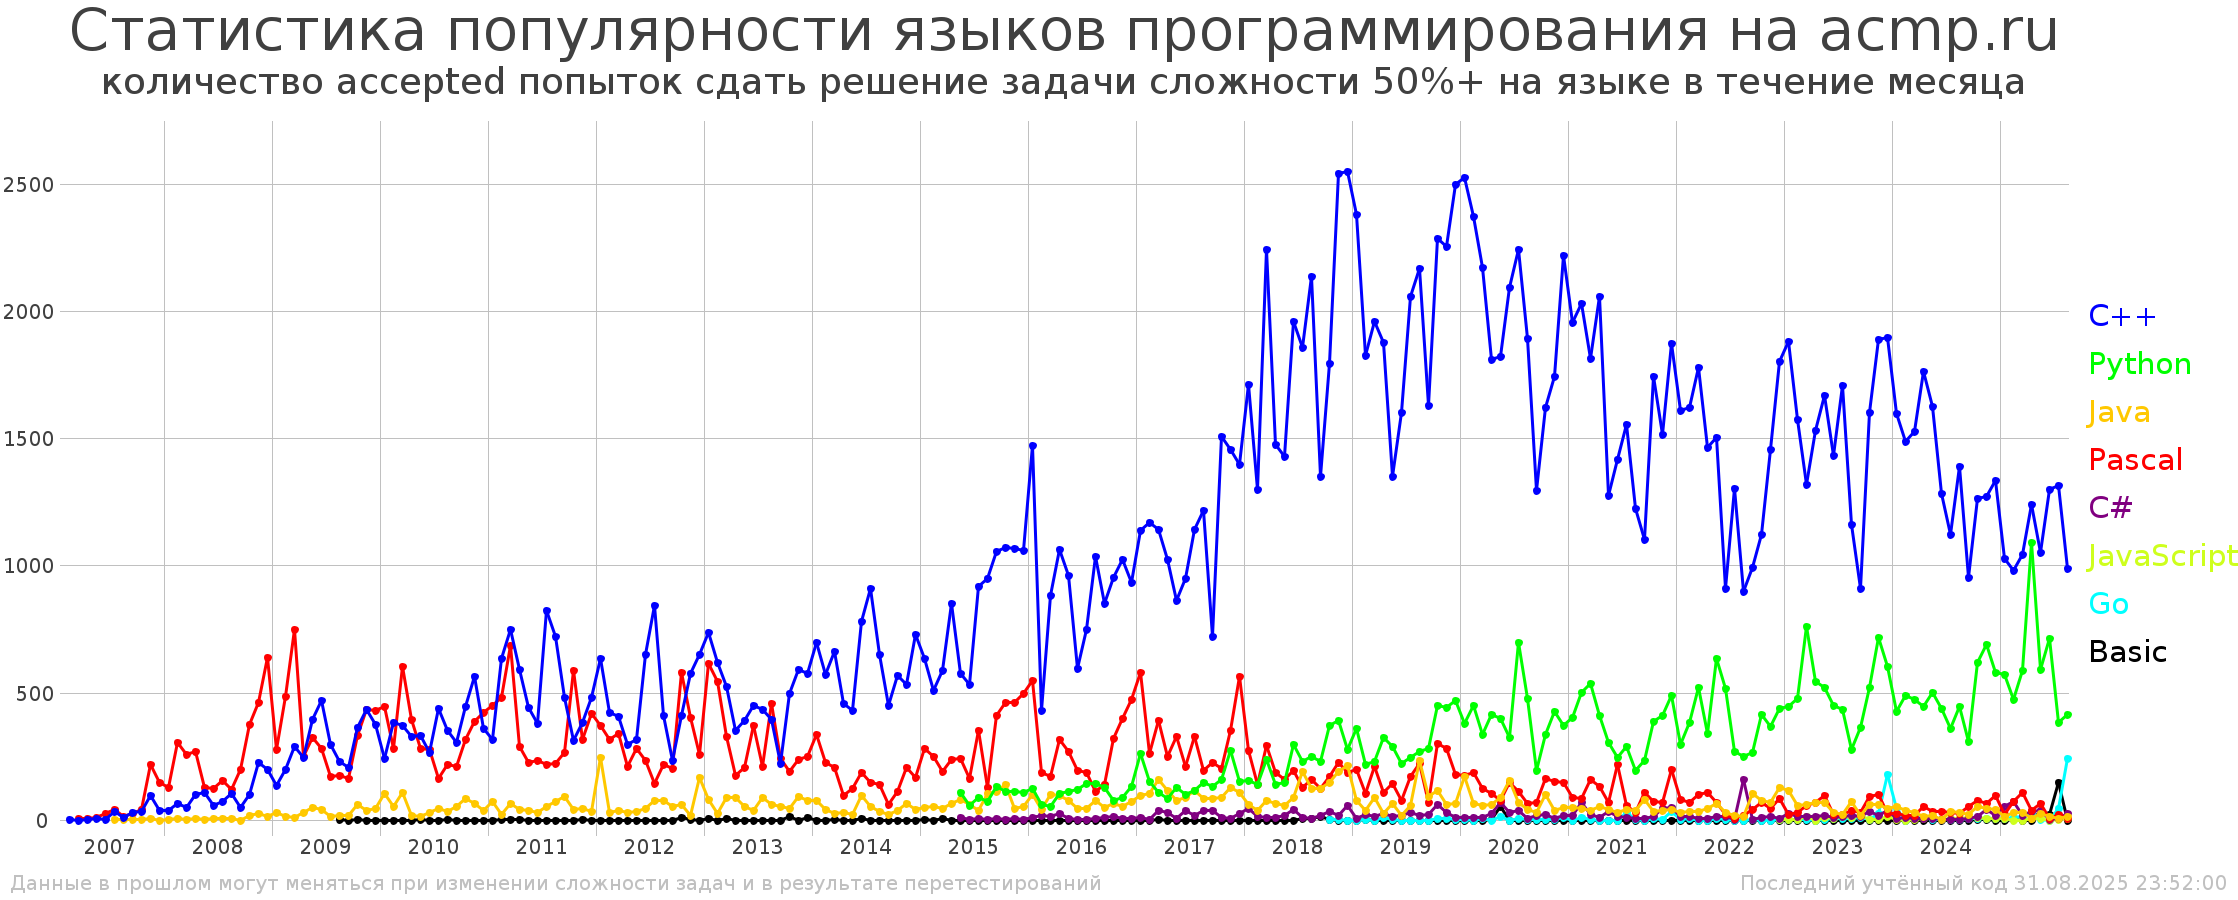 Статистика популярности языков программирования на acmp.ru
количество accepted попыток сдать решение задачи сложности 50%+ на языке в течение месяца
2500
2000
1500
1000
500
0
C++
Python
Java
Pascal
C#
JavaScript
Go
Basic
2007 2008 2009 2010 2011 2012 2013 2014 2015 2016 2017 2018 2019 2020 2021 2022 2023 2024
Данные в прошлом могут меняться при изменении сложности задач и в результате перетестирований
Последний учтённый код 31.08.2025 23:52:00